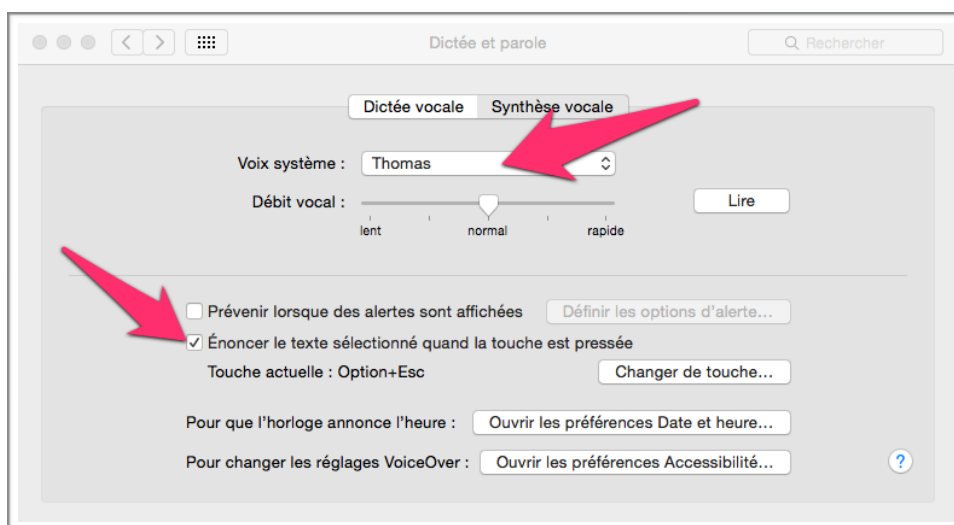 Dictée et parole
Rechercher
Dictée vocale Synthèse vocale
Voix système : Thomas
Débit vocal : Lire
lent normal rapide
Prévenir lorsque des alertes sont affichées Définir les options d'alerte...
Énoncer le texte sélectionné quand la touche est pressée
Touche actuelle : Option+Esc Changer de touche...
Pour que l'horloge annonce l'heure : Ouvrir les préférences Date et heure...
Pour changer les réglages VoiceOver : Ouvrir les préférences Accessibilité... ?